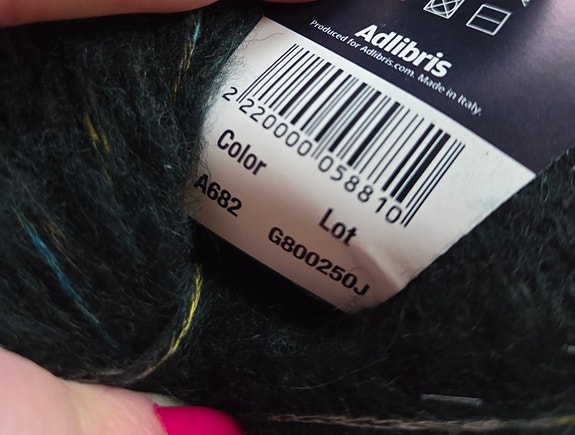 Adlibris
Produced for Adlibris.com. Made in Italy.
2 220000 058810
Color
A682
Lot
G800250J